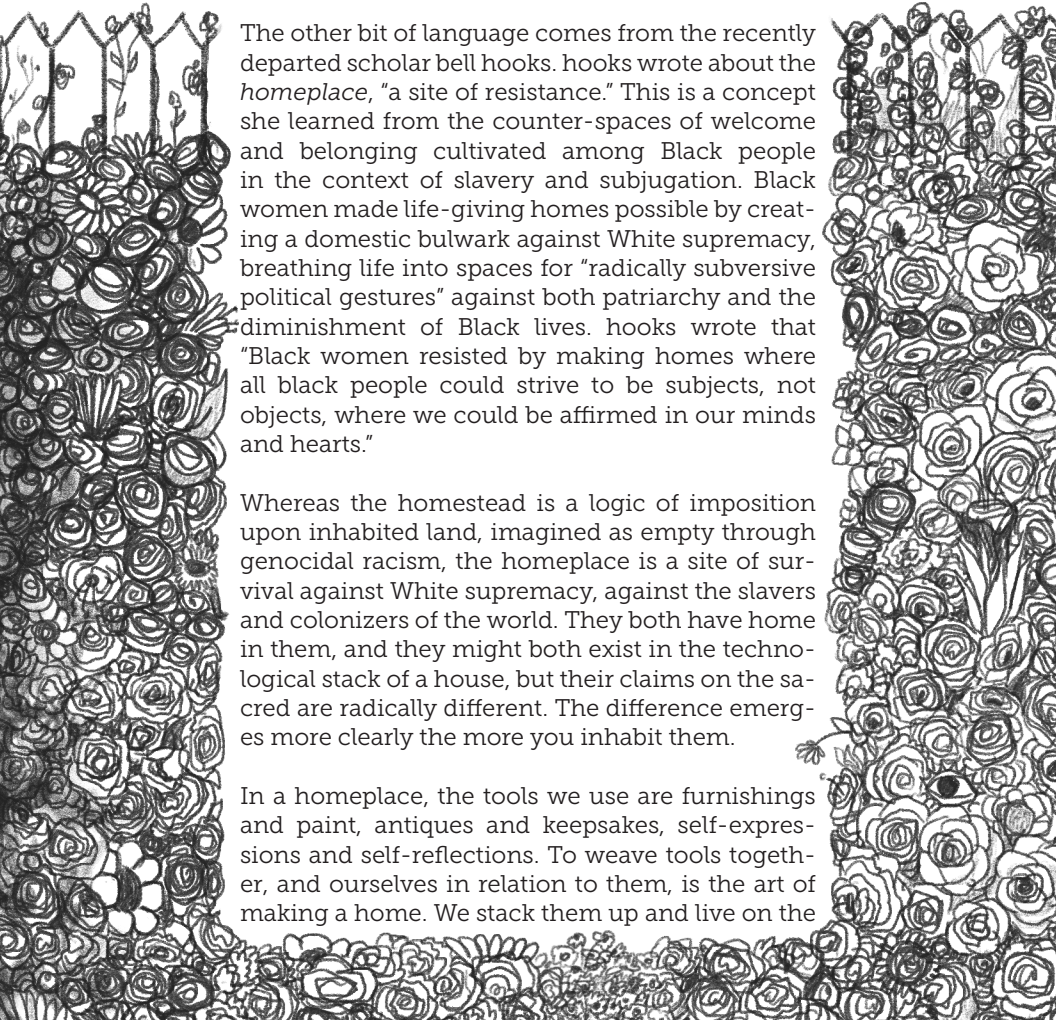 The other bit of language comes from the recently
departed scholar bell hooks. hooks wrote about the
homeplace, “a site of resistance.” This is a concept
she learned from the counter-spaces of welcome
and belonging cultivated among Black people
in the context of slavery and subjugation. Black
women made life-giving homes possible by creat-
ing a domestic bulwark against White supremacy,
breathing life into spaces for “radically subversive
political gestures” against both patriarchy and the
diminishment of Black lives. hooks wrote that
“Black women resisted by making homes where
all black people could strive to be subjects, not
objects, where we could be affirmed in our minds
and hearts.”

Whereas the homestead is a logic of imposition
upon inhabited land, imagined as empty through
genocidal racism, the homeplace is a site of sur-
vival against White supremacy, against the slavers
and colonizers of the world. They both have home
in them, and they might both exist in the techno-
logical stack of a house, but their claims on the sa-
cred are radically different. The difference emerg-
es more clearly the more you inhabit them.

In a homeplace, the tools we use are furnishings
and paint, antiques and keepsakes, self-expres-
sions and self-reflections. To weave tools togeth-
er, and ourselves in relation to them, is the art of
making a home. We stack them up and live on the